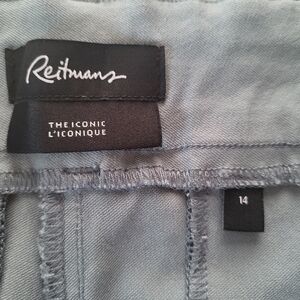 Reitmans
THE ICONIC
L'ICONIQUE
14